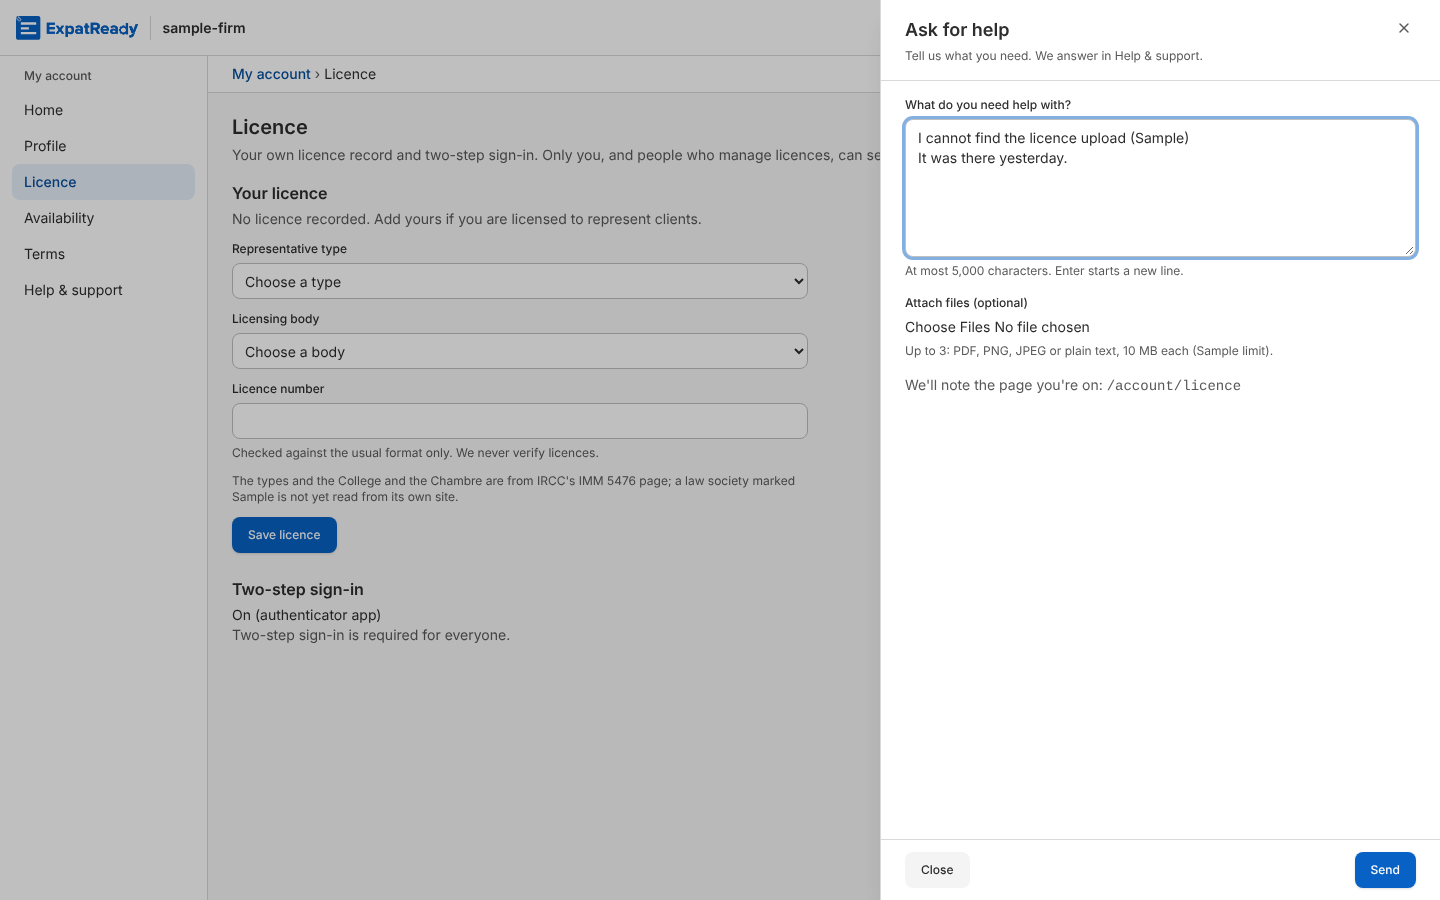 ExpatReady
sample-firm
My account
Home
Profile
Licence
Availability
Terms
Help & support
My account › Licence
Licence
Your own licence record and two-step sign-in. Only you, and people who manage licences, can se
Your licence
No licence recorded. Add yours if you are licensed to represent clients.
Representative type
Choose a type
Licensing body
Choose a body
Licence number
Checked against the usual format only. We never verify licences.
The types and the College and the Chambre are from IRCC's IMM 5476 page; a law society marked
Sample is not yet read from its own site.
Save licence
Two-step sign-in
On (authenticator app)
Two-step sign-in is required for everyone.
Ask for help
Tell us what you need. We answer in Help & support.
What do you need help with?
I cannot find the licence upload (Sample)
It was there yesterday.
At most 5,000 characters. Enter starts a new line.
Attach files (optional)
Choose Files No file chosen
Up to 3: PDF, PNG, JPEG or plain text, 10 MB each (Sample limit).
We'll note the page you're on: /account/licence
Close
Send